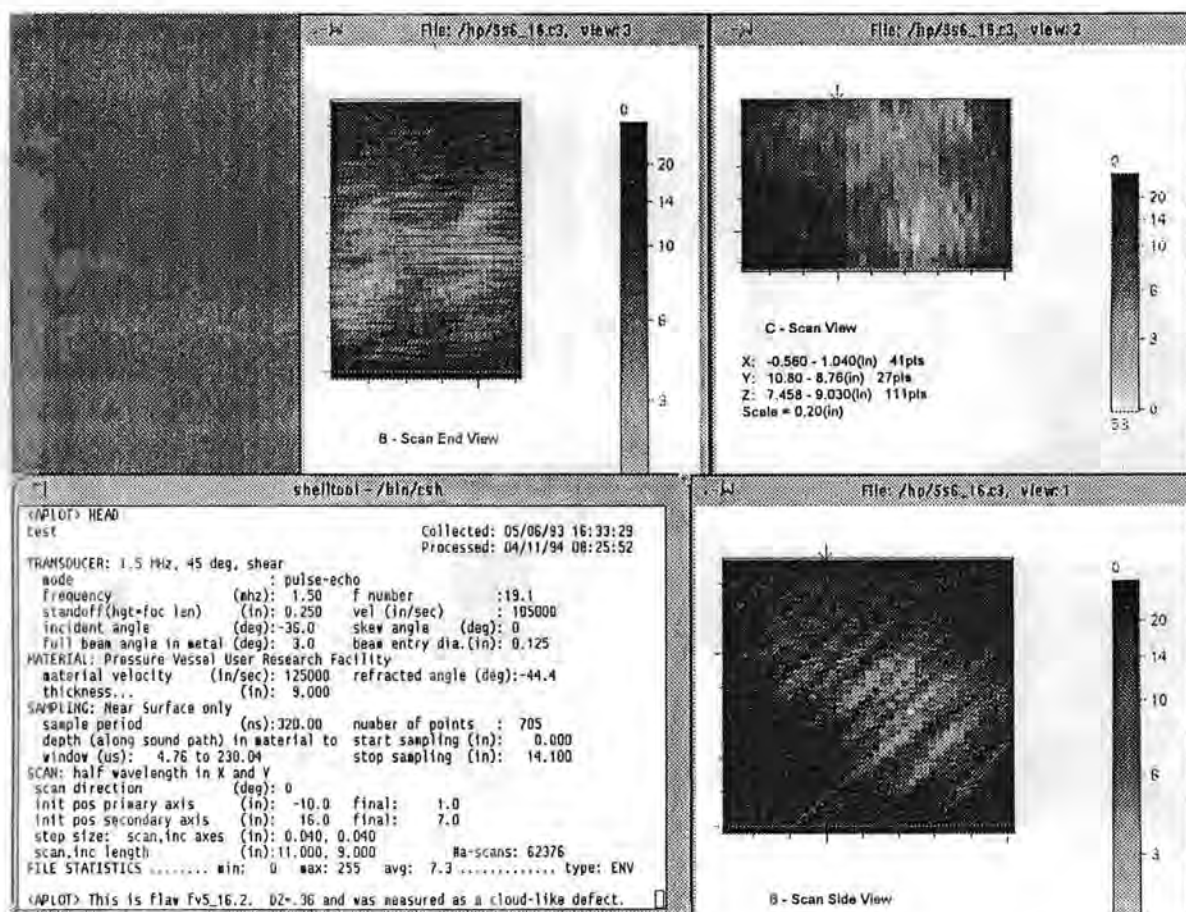 File: /hp/5s6_16.c3, view:3
0
20
14
10
6
3
B - Scan End View
File: /hp/5s6_16.c3, view:2
C - Scan View
X: -0.560 - 1.040(in) 41pts
Y: 10.80 - 8.76(in) 27pts
Z: 7.458 - 9.030(in) 111pts
Scale = 0.20(in)
0
20
14
10
6
3
0
shelltool - /bin/csh
<APLOT> HEAD
test Collected: 05/06/93 16:33:29
Processed: 04/11/94 08:25:52
TRANSDUCER: 1.5 MHz, 45 deg, shear
mode : pulse-echo
frequency (mhz): 1.50 f number :19.1
standoff(hgt=foc len) (in): 0.250 vel (in/sec) : 105000
incident angle (deg):-36.0 skew angle (deg): 0
full beam angle in metal (deg): 3.0 beam entry dia.(in): 0.125
MATERIAL: Pressure Vessel User Research Facility
material velocity (in/sec): 125000 refracted angle (deg):-44.4
thickness... (in): 9.000
SAMPLING: Near Surface only
sample period (ns):320.00 number of points : 705
depth (along sound path) in material to start sampling (in): 0.000
window (us): 4.76 to 230.04 stop sampling (in): 14.100
SCAN: half wavelength in X and Y
scan direction (deg): 0
init pos primary axis (in): -10.0 final: 1.0
init pos secondary axis (in): 16.0 final: 7.0
step size: scan,inc axes (in): 0.040, 0.040
scan,inc length (in):11.000, 9.000 #a-scans: 62376
FILE STATISTICS ........ min: 0 max: 255 avg: 7.3 ............. type: ENV
<APLOT> This is flaw Fv5_16.2. DZ=.36 and was measured as a cloud-like defect.
File: /hp/5s6_16.c3, view:1
0
20
14
10
6
3
B - Scan Side View